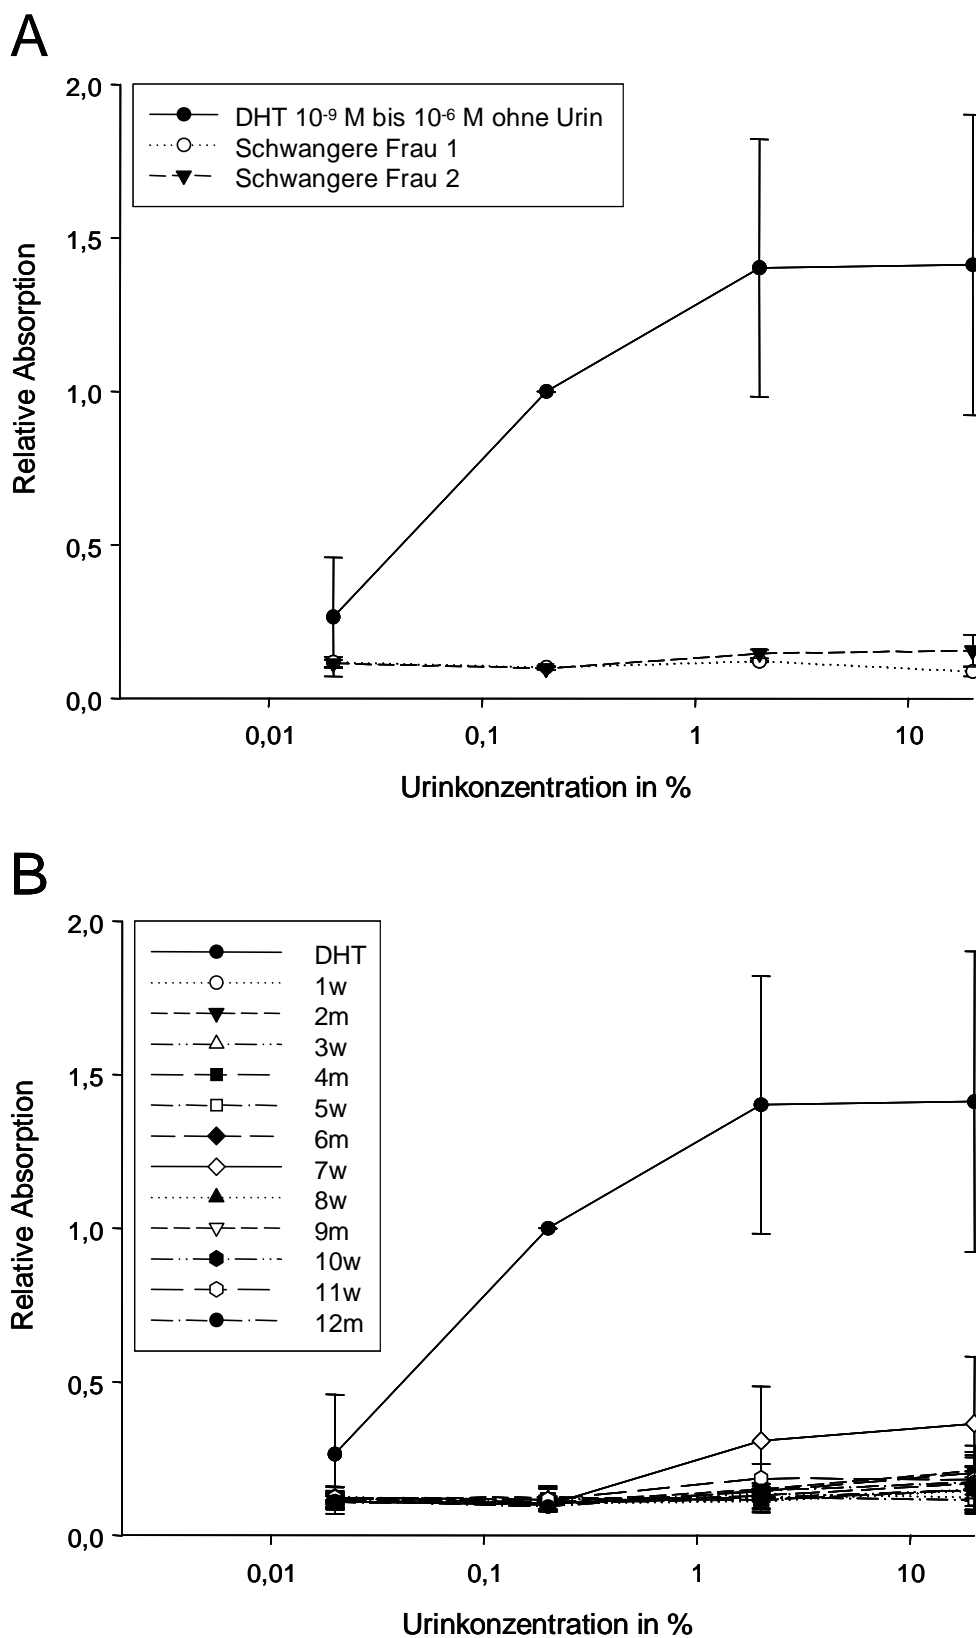 A
2,0
DHT 10-9 M bis 10-6 M ohne Urin
Schwangere Frau 1
Schwangere Frau 2
1,5
1,0
0,5
0,0
Relative Absorption
0,01 0,1 1 10
Urinkonzentration in %
B
2,0
DHT
1w
2m
3w
4m
5w
6m
7w
8w
9m
10w
11w
12m
1,5
1,0
0,5
0,0
Relative Absorption
0,01 0,1 1 10
Urinkonzentration in %